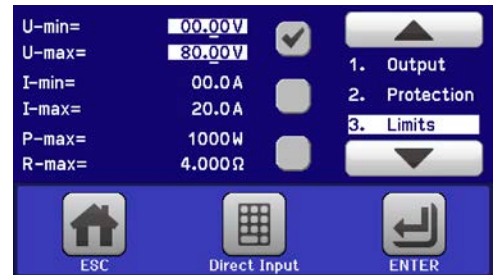 U-min= 00.00V
U-max= 80.00V
I-min= 00.0A
I-max= 20.0A
P-max= 1000W
R-max= 4.000Ω
1. Output
2. Protection
3. Limits
ESC
Direct Input
ENTER